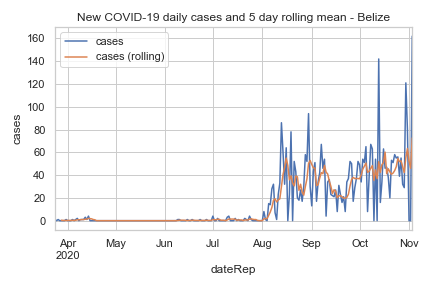 New COVID-19 daily cases and 5 day rolling mean - Belize
cases
cases (rolling)
160
140
120
100
80
60
40
20
0
cases
Apr May Jun Jul Aug Sep Oct Nov
2020
dateRep